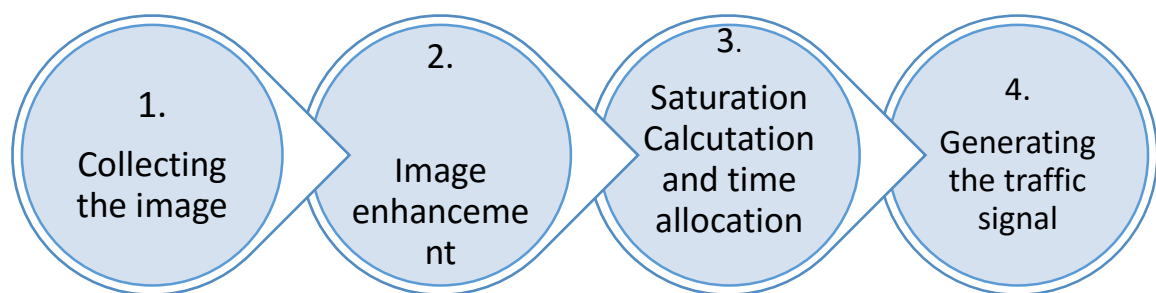 1.
Collecting
the image
2.
Image
enhanceme
nt
3.
Saturation
Calcutation
and time
allocation
4.
Generating
the traffic
signal